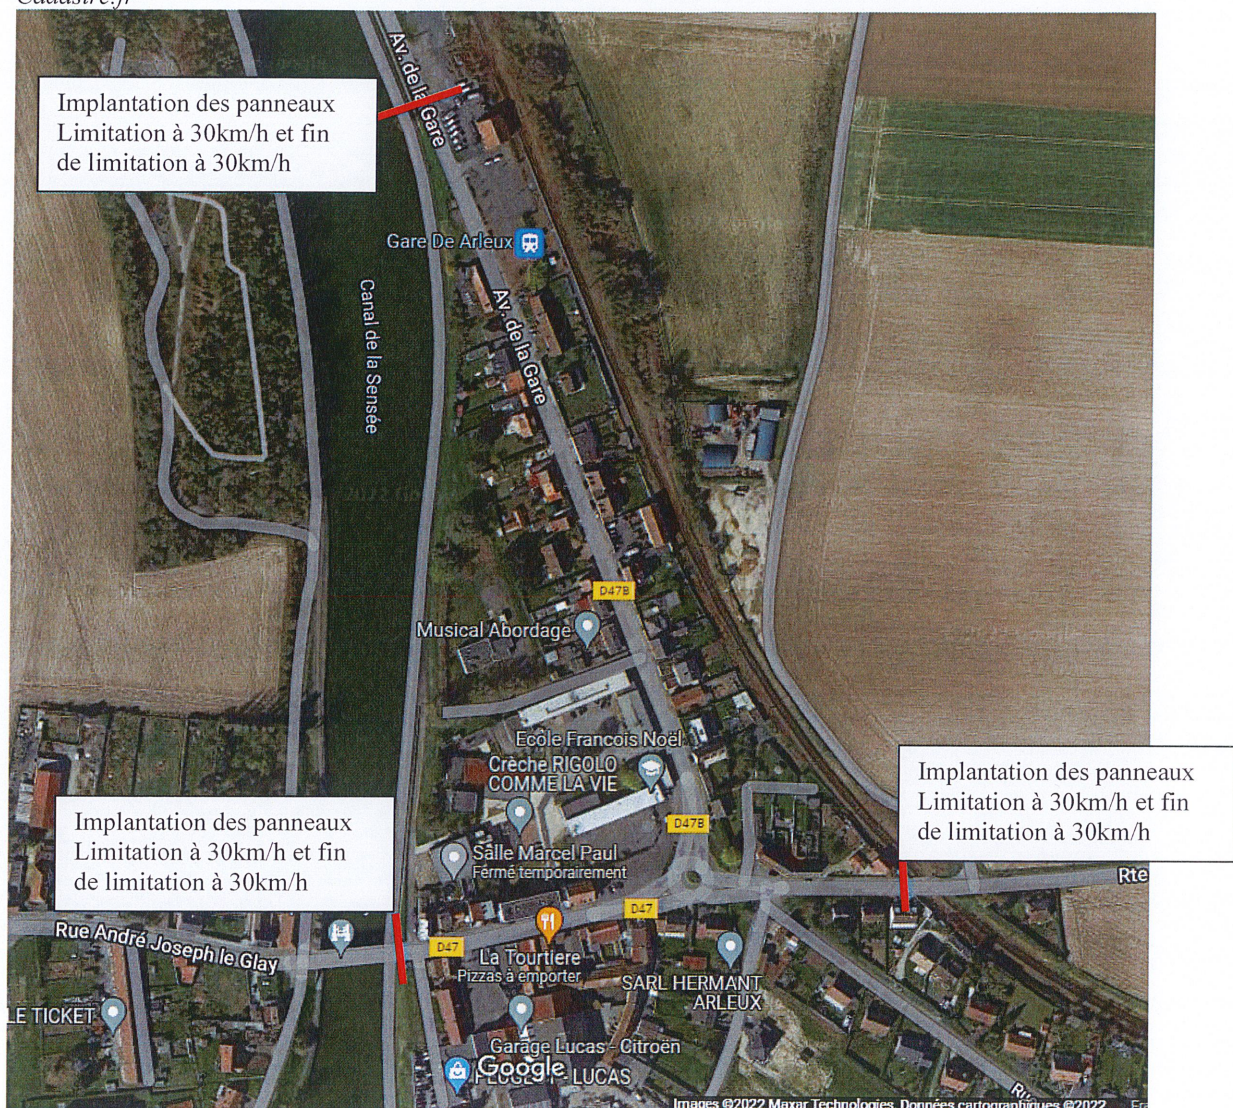 Cadastre.fr
Av. de la Gare
Implantation des panneaux
Limitation à 30km/h et fin
de limitation à 30km/h
Gare De Arleux
Canal de la Sensée
Av. de la Gare
D47B
Musical Abordage
Ecole Francois Noël
Crèche RIGOLO
COMME LA VIE
Implantation des panneaux
Limitation à 30km/h et fin
de limitation à 30km/h
D47B
Implantation des panneaux
Limitation à 30km/h et fin
de limitation à 30km/h
Salle Marcel Paul
Fermé temporairement
Rte
D47
Rue André Joseph le Glay
D47
La Tourtiere
Pizzas à emporter
SARL HERMANT
ARLEUX
LE TICKET
Garage Lucas - Citroën
Google
- LUCAS
Images ©2022 Maxar Technologies, Données cartographiques ©2022